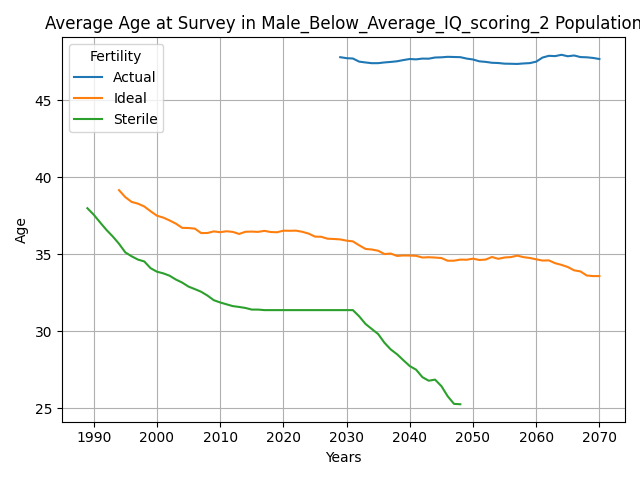 Average Age at Survey in Male_Below_Average_IQ_scoring_2 Population
Fertility
Actual
Ideal
Sterile
Age
45
40
35
30
25
1990 2000 2010 2020 2030 2040 2050 2060 2070
Years